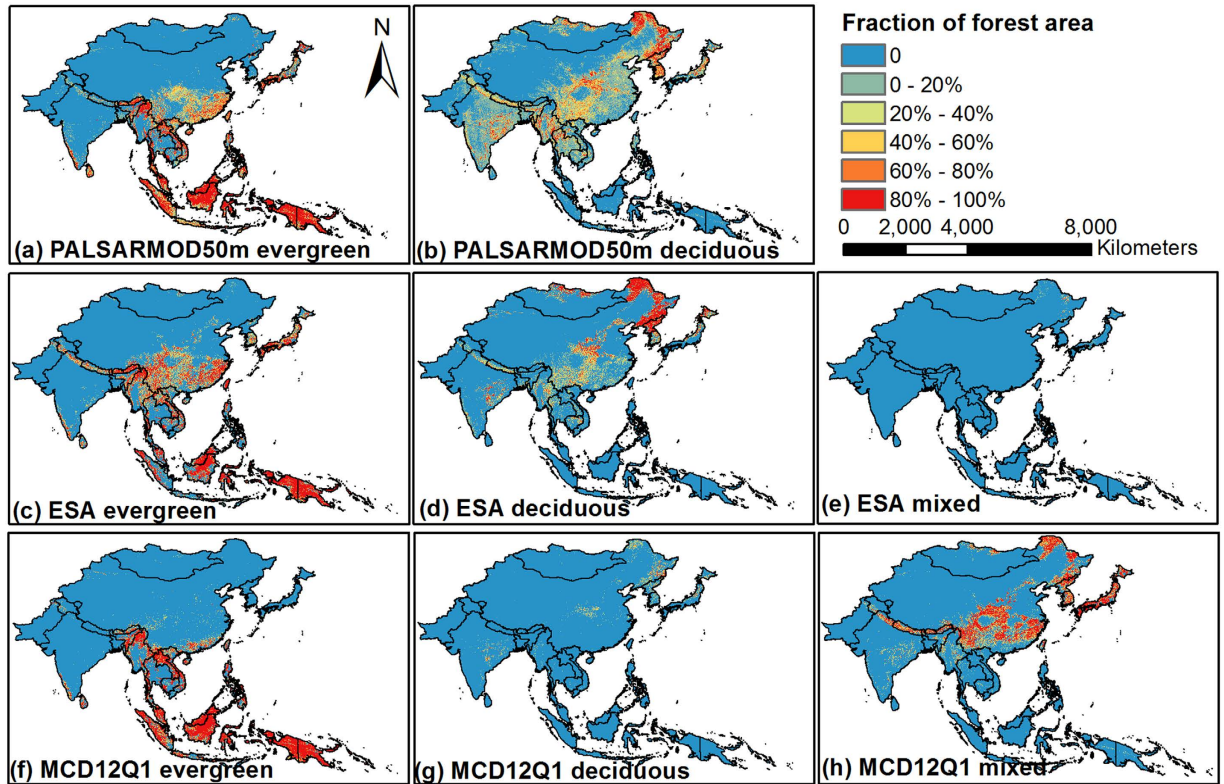 N
(a) PALSARMOD50m evergreen
(b) PALSARMOD50m deciduous
Fraction of forest area
0
0 - 20%
20% - 40%
40% - 60%
60% - 80%
80% - 100%
0 2,000 4,000 8,000
Kilometers
(c) ESA evergreen
(d) ESA deciduous
(e) ESA mixed
(f) MCD12Q1 evergreen
(g) MCD12Q1 deciduous
(h) MCD12Q1 mixed